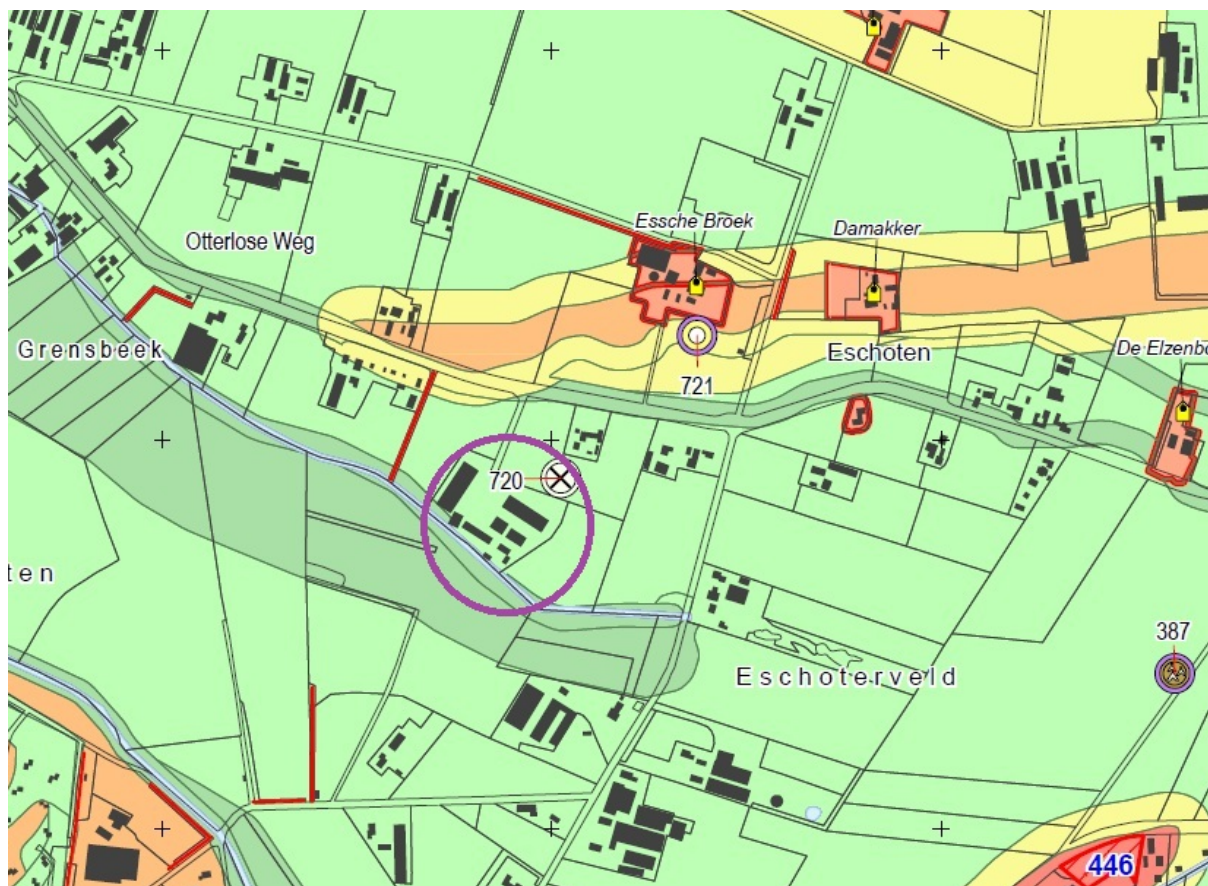 Essche Broek
Damakker
Otterlose Weg
Grensbeek
Eschoten
721
720
ten
387
Eschoterveld
446